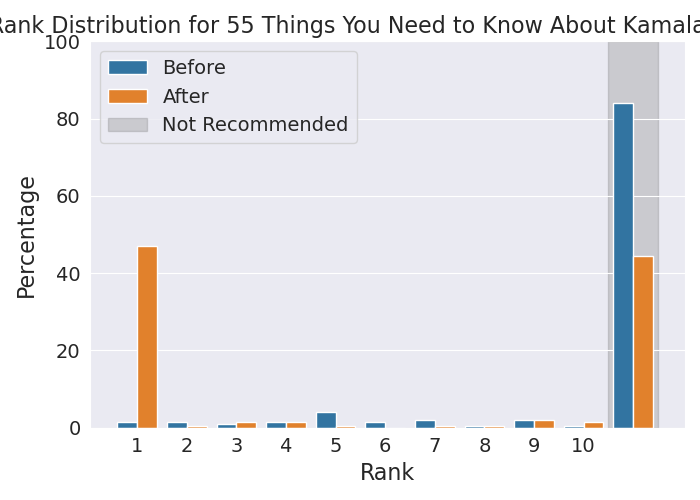 Rank Distribution for 55 Things You Need to Know About Kamala
100
80
60
40
20
0
Percentage
Before
After
Not Recommended
1 2 3 4 5 6 7 8 9 10
Rank